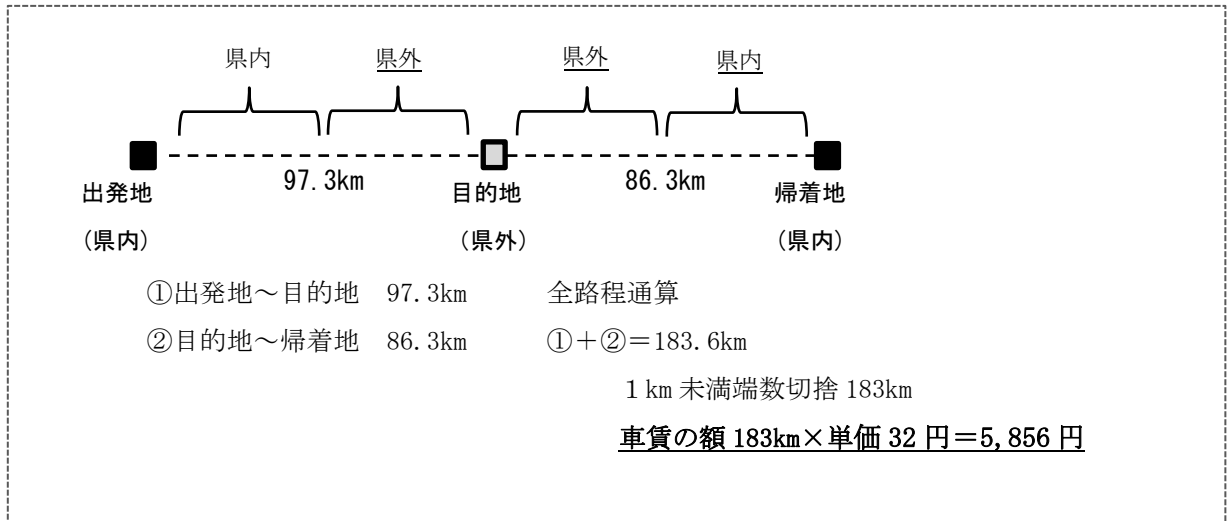 県内 県外 県外 県内
97.3km 86.3km
出発地 目的地 帰着地
(県内) (県外) (県内)
①出発地~目的地 97.3km 全路程通算
②目的地~帰着地 86.3km ①+②=183.6km
1km未満端数切捨 183km
車賃の額 183km×単価 32 円=5,856 円